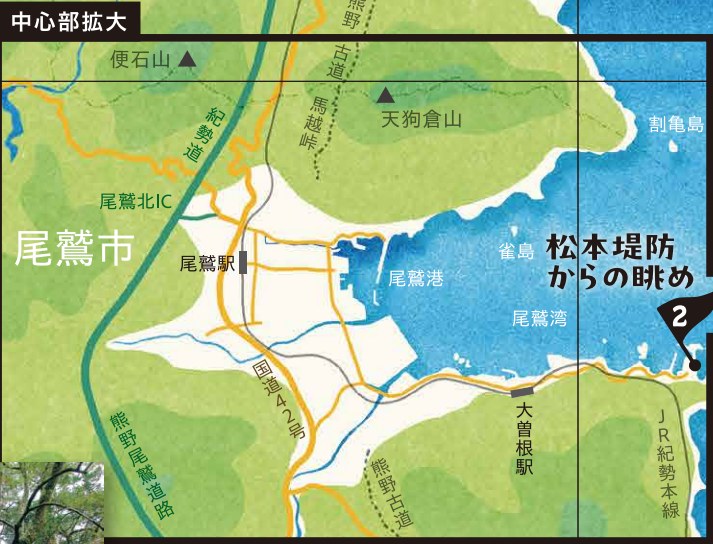 中心部拡大
便石山
熊野古道
馬越峠
天狗倉山
割亀島
紀勢道
尾鷲北IC
尾鷲市
尾鷲駅
尾鷲港
雀島
松本堤防
からの眺め
2
尾鷲湾
国道42号
大曽根駅
JR紀勢本線
熊野尾鷲道路
熊野古道